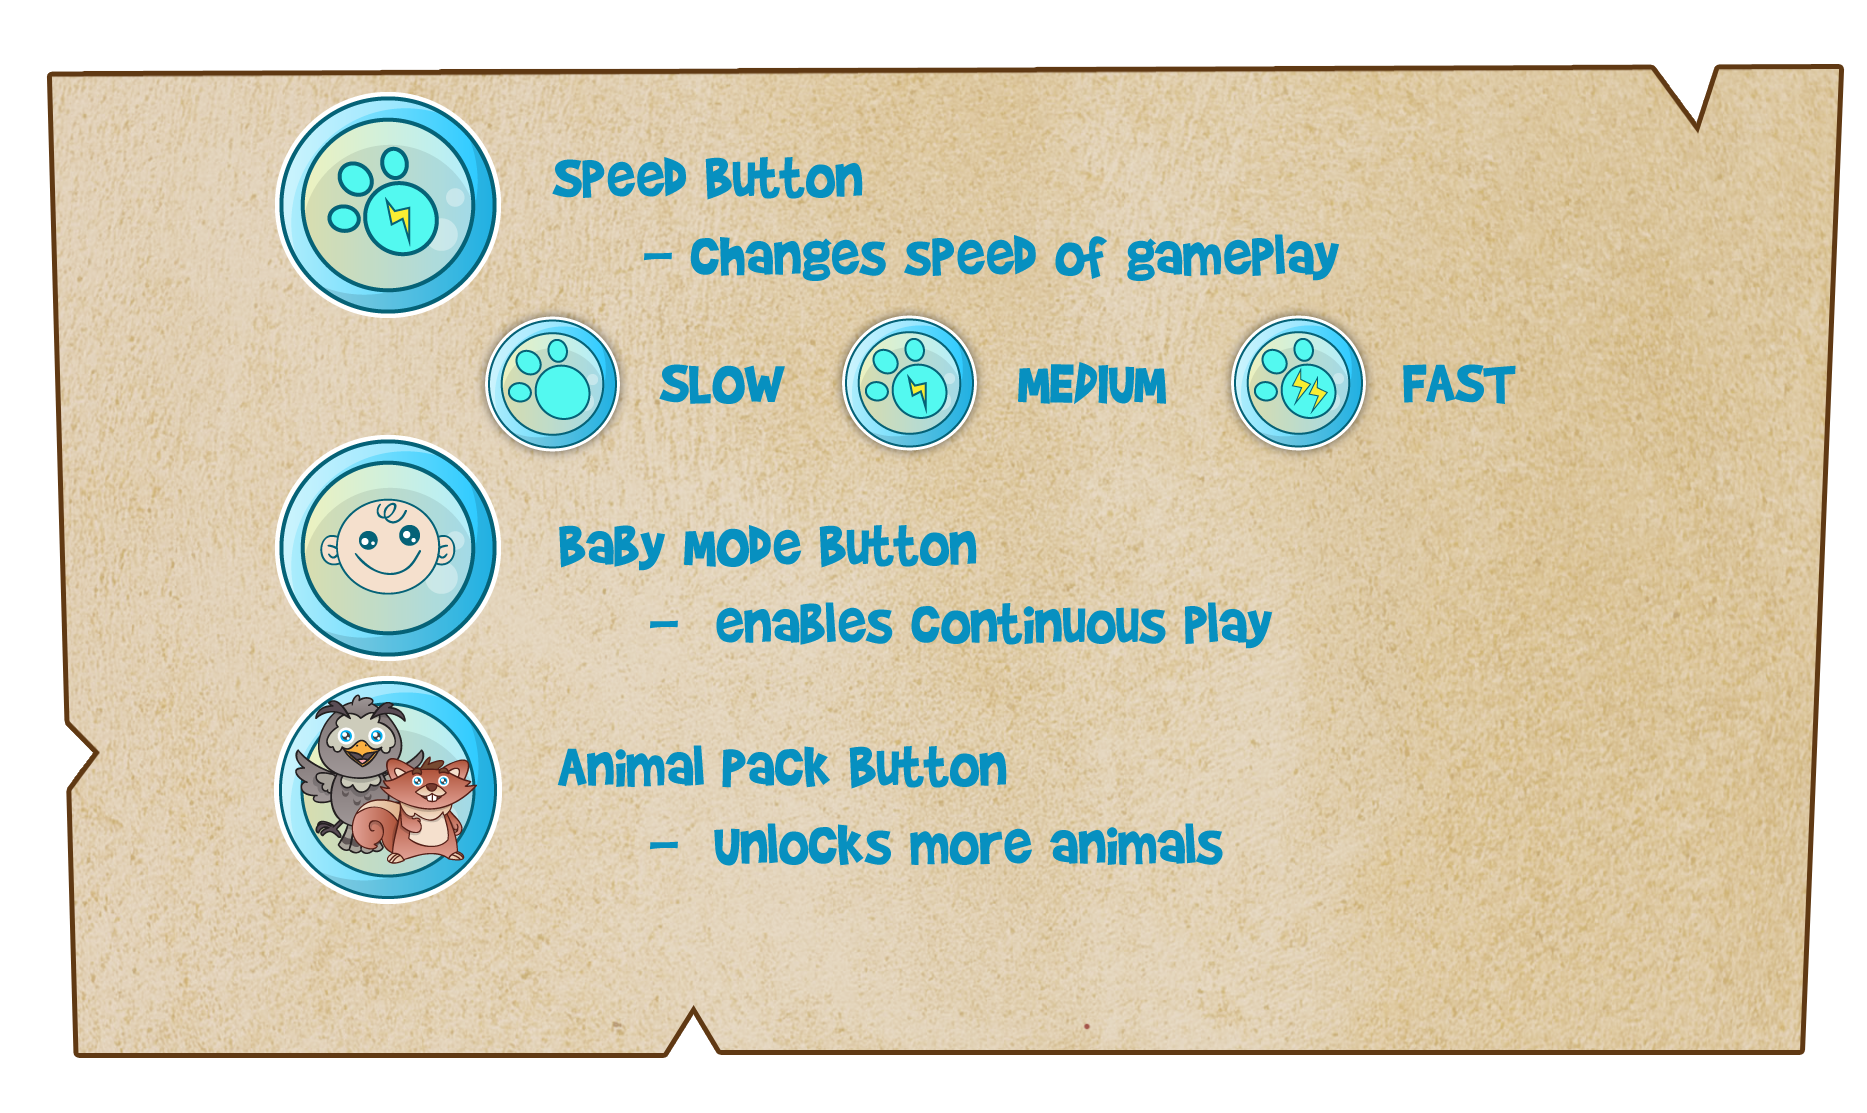 Speed Button
- Changes speed of gameplay
SLOW MEDIUM FAST
Baby Mode Button
- enables continuous play
Animal Pack Button
- unlocks more animals